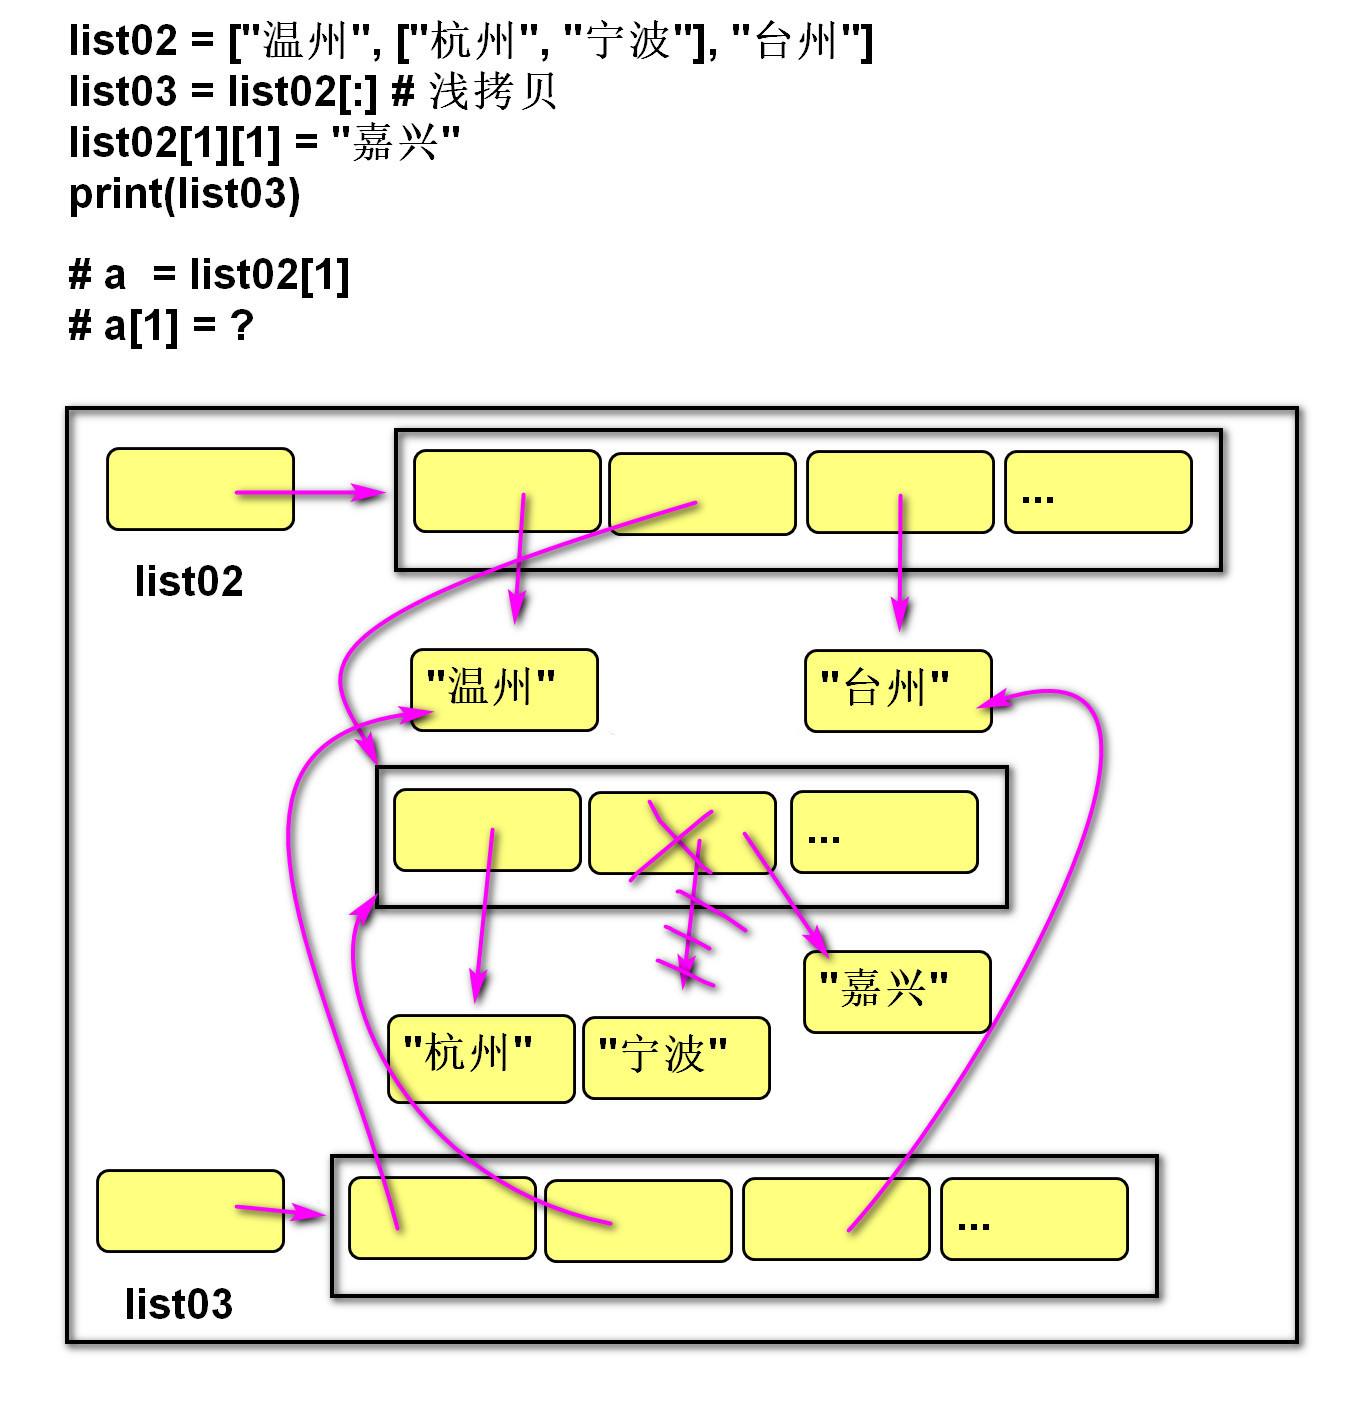 list02 = ["温州", ["杭州", "宁波"], "台州"]
list03 = list02[:] # 浅拷贝
list02[1][1] = "嘉兴"
print(list03)
# a  = list02[1]
# a[1] = ?
...
list02
"温州"
"台州"
...
"嘉兴"
"杭州"
"宁波"
...
list03